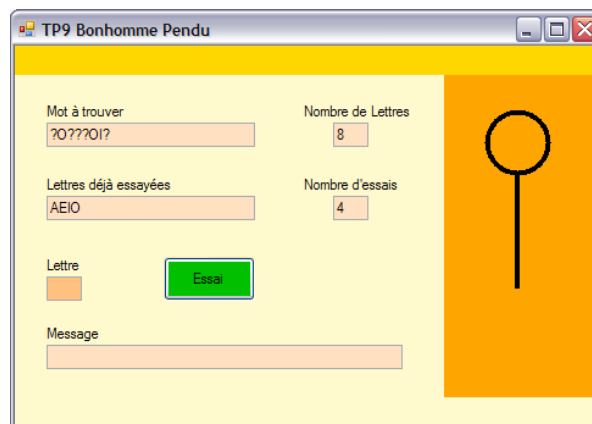 TP9 Bonhomme Pendu
Mot à trouver
Nombre de Lettres
?O???OI?
8
Lettres déjà essayées
Nombre d'essais
AEIO
4
Lettre
Essai
Message